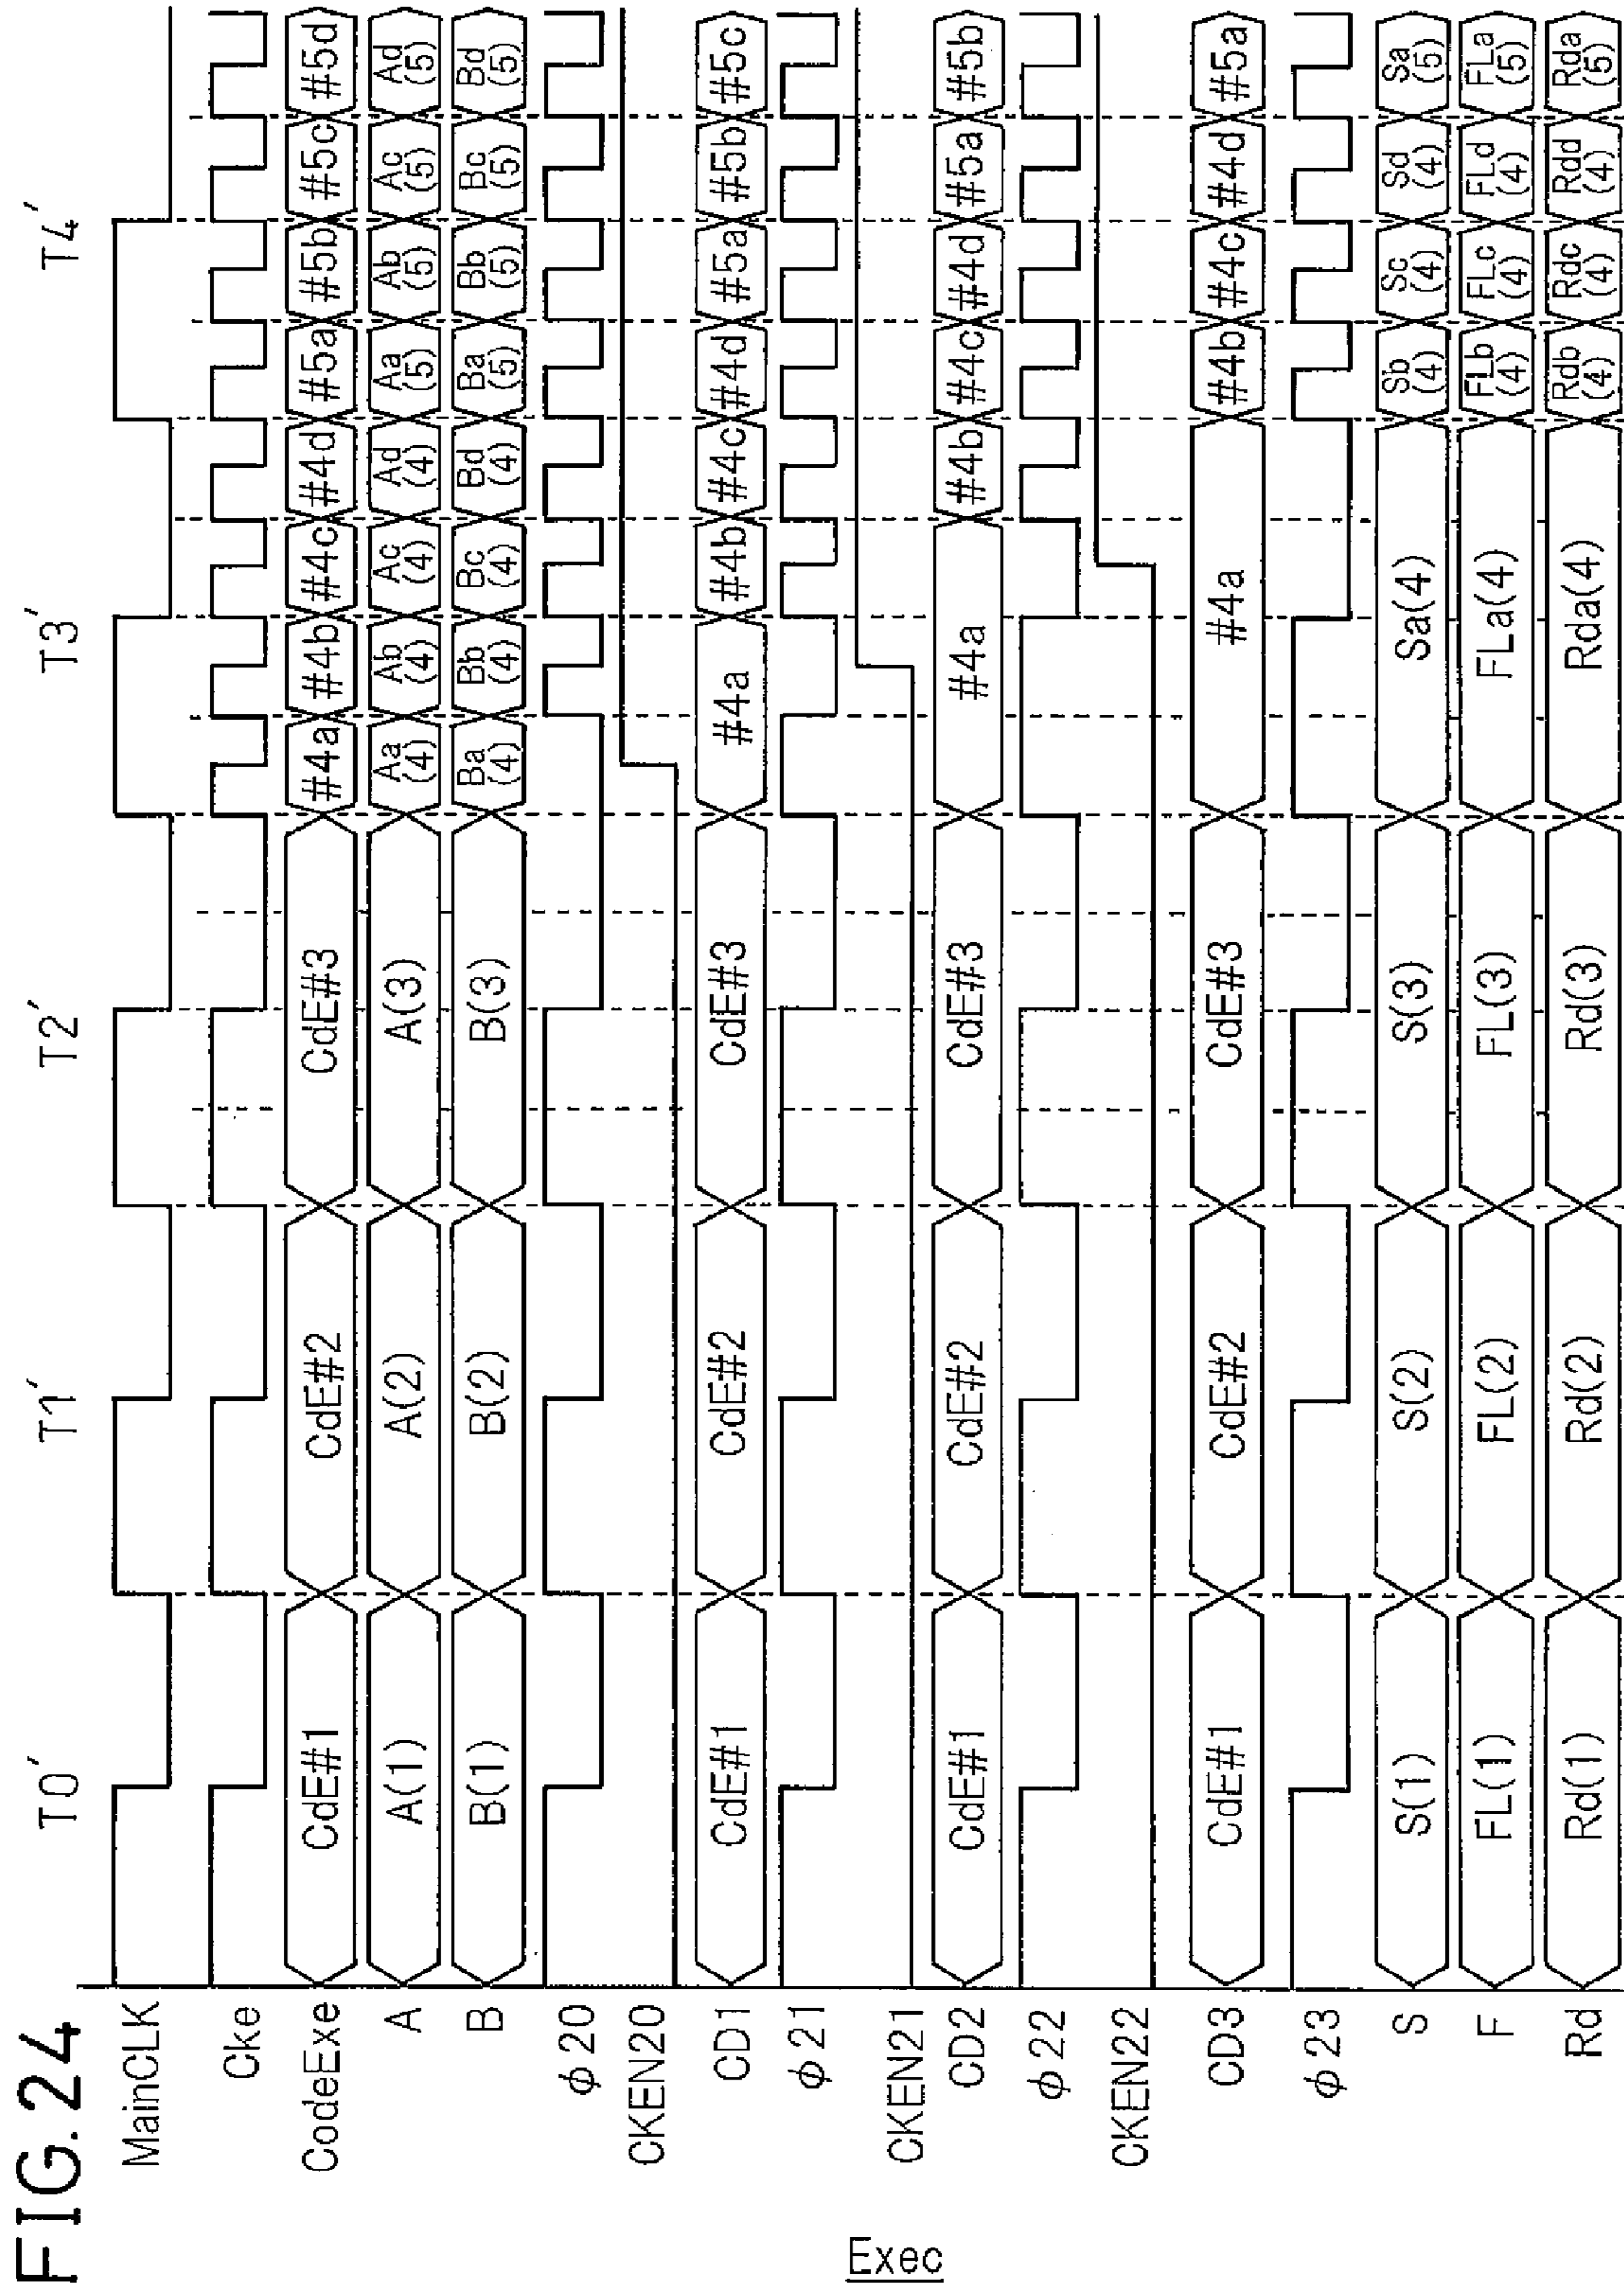 FIG.24
T0′ T1′ T2′ T3′ T4′
MainCLK
Cke
CodeExe CdE#1 CdE#2 CdE#3 #4a #4b #4c #4d #5a #5b #5c #5d
A A(1) A(2) A(3) Aa(4) Ab(4) Ac(4) Ad(4) Aa(5) Ab(5) Ac(5) Ad(5)
B B(1) B(2) B(3) Ba(4) Bb(4) Bc(4) Bd(4) Ba(5) Bb(5) Bc(5) Bd(5)
φ20
CKEN20
CD1 CdE#1 CdE#2 CdE#3 #4a #4b #4c #4d #5a #5b #5c
φ21
CKEN21
CD2 CdE#1 CdE#2 CdE#3 #4a #4b #4c #4d #5a #5b
φ22
CKEN22
CD3 CdE#1 CdE#2 CdE#3 #4a #4b #4c #4d #5a
φ23
S S(1) S(2) S(3) Sa(4) Sb(4) Sc(4) Sd(4) Sa(5)
F FL(1) FL(2) FL(3) FLa(4) FLb(4) FLc(4) FLd(4) FLa(5)
Rd Rd(1) Rd(2) Rd(3) Rda(4) Rdb(4) Rdc(4) Rdd(4) Rda(5)
Exec